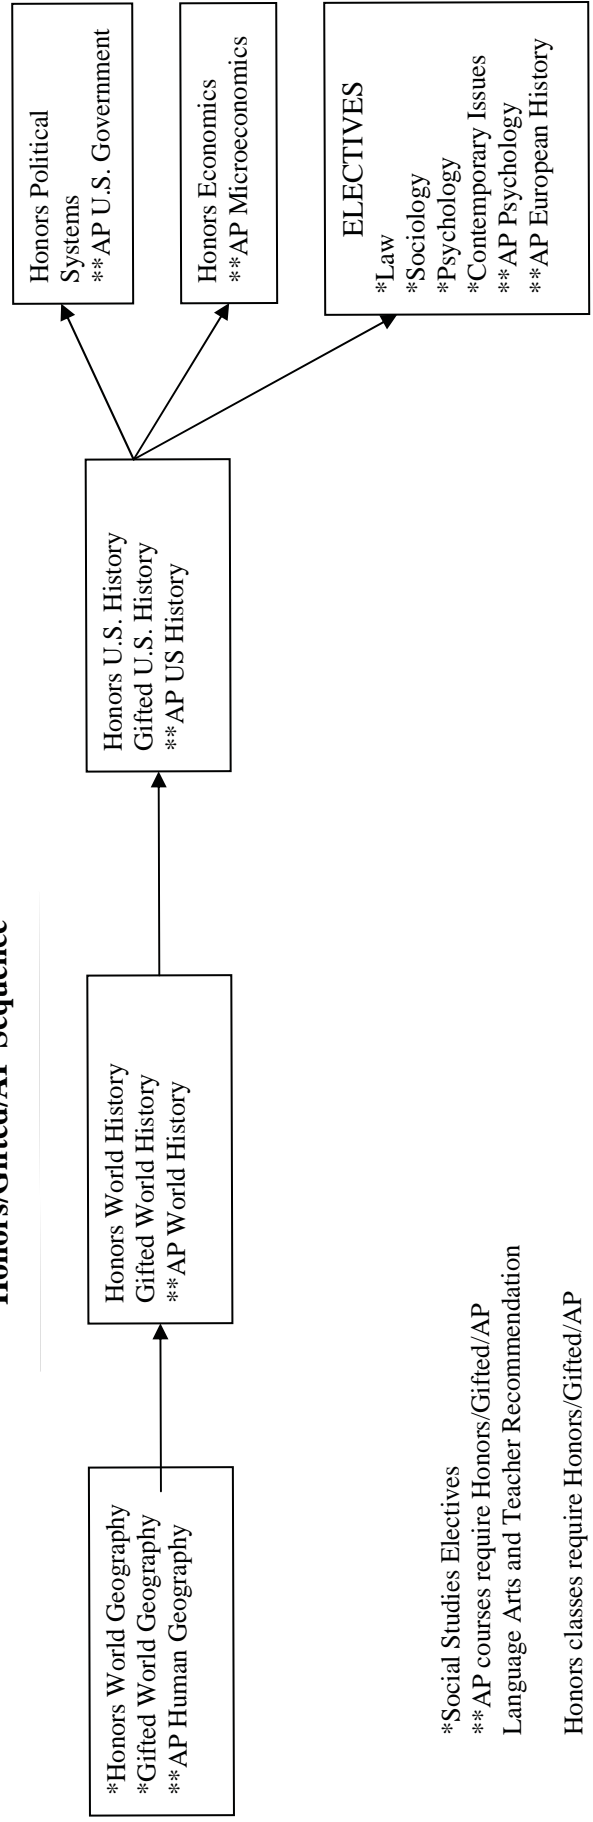 Honors/Gifted/AP Sequence
*Honors World Geography
*Gifted World Geography
**AP Human Geography
Honors World History
Gifted World History
**AP World History
Honors U.S. History
Gifted U.S. History
**AP US History
Honors Political
Systems
**AP U.S. Government
Honors Economics
**AP Microeconomics
ELECTIVES
*Law
*Sociology
*Psychology
*Contemporary Issues
**AP Psychology
**AP European History
*Social Studies Electives
**AP courses require Honors/Gifted/AP
Language Arts and Teacher Recommendation
Honors classes require Honors/Gifted/AP